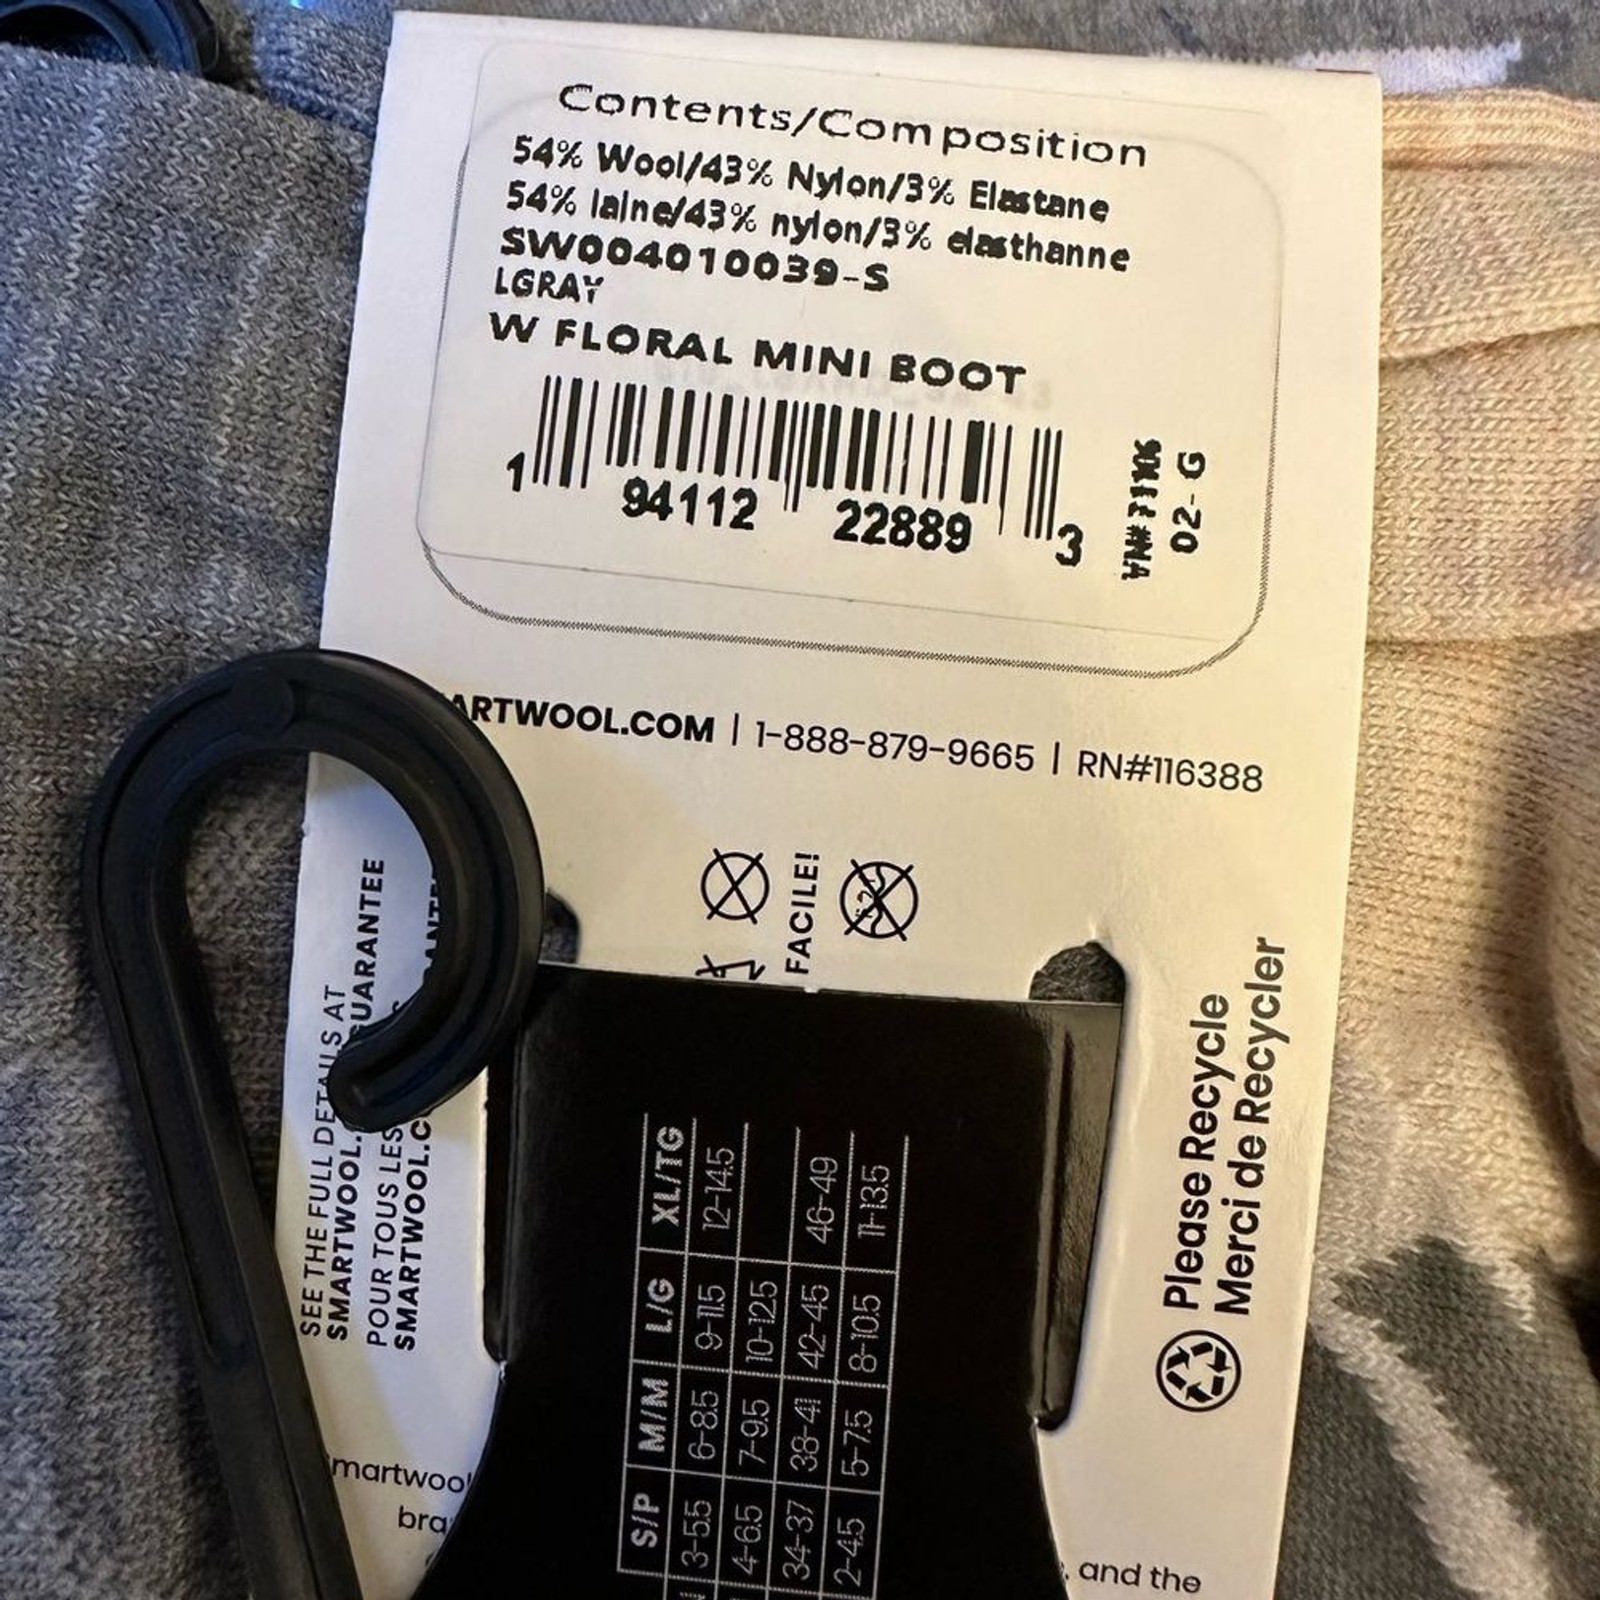 Contents/Composition
54% Wool/43% Nylon/3% Elastane
54% laine/43% nylon/3% elasthanne
SW004010039-S
LGRAY
W FLORAL MINI BOOT
1 94112 22889 3
02-G
ARTWOOL.COM | 1-888-879-9665 | RN#116388
FACILE!
SEE THE FULL DETAILS AT
SMARTWOOL. GUARANTEE
POUR TOUS LES
SMARTWOOL.C
Please Recycle
Merci de Recycler
S/P M/M L/G XL/TG
3-5.5 6-8.5 9-11.5 12-14.5
4-6.5 7-9.5 10-12.5
34-37 38-41 42-45 46-49
2-4.5 5-7.5 8-10.5 11-13.5
martwool
bra
, and the